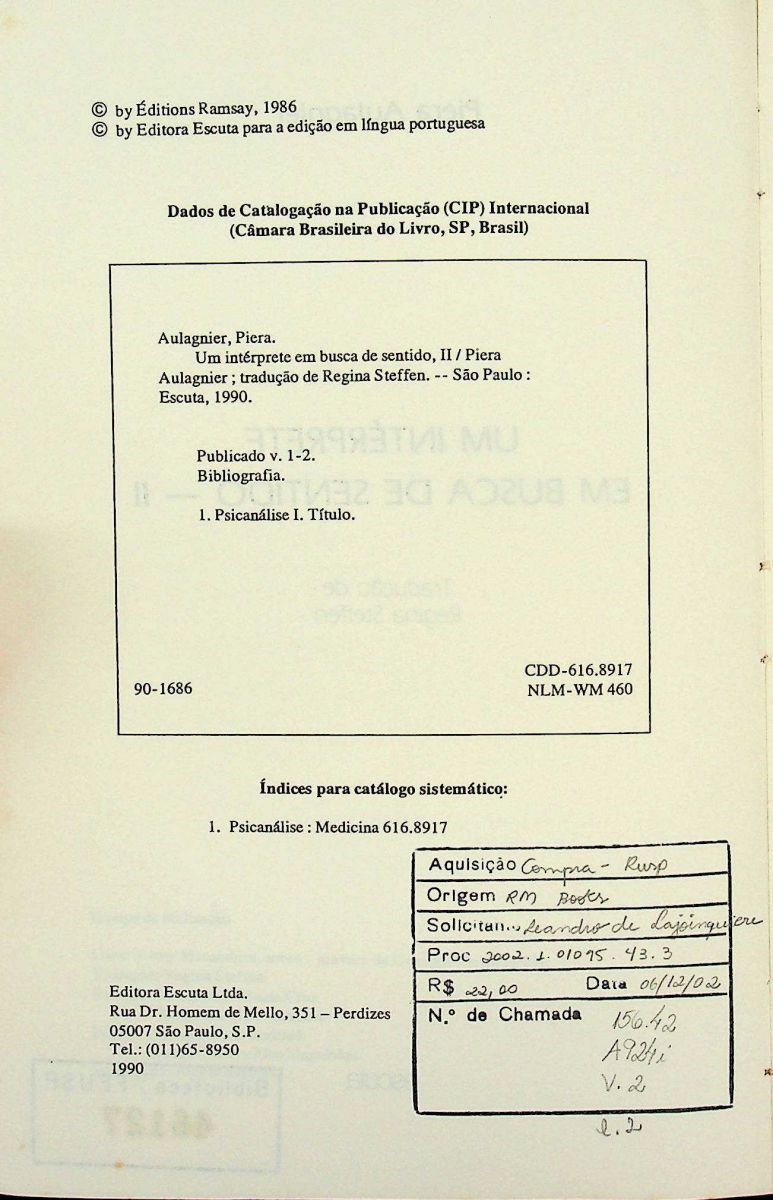 © by Éditions Ramsay, 1986
© by Editora Escuta para a edição em língua portuguesa
Dados de Catalogação na Publicação (CIP) Internacional
(Câmara Brasileira do Livro, SP, Brasil)
Aulagnier, Piera.
Um intérprete em busca de sentido, II / Piera
Aulagnier ; tradução de Regina Steffen. -- São Paulo :
Escuta, 1990.
Publicado v. 1-2.
Bibliografia.
1. Psicanálise I. Título.
CDD-616.8917
90-1686 NLM-WM 460
Índices para catálogo sistemático:
1. Psicanálise : Medicina 616.8917
Aquisição Compra - Rusp
Origem RM Books
Solicitan.. Leandro de Lajonquiere
Proc 2002.1.01095.43.3
R$ 22,00 Data 06/12/02
N.º de Chamada 156.42
A924i
V. 2
e. 2
Editora Escuta Ltda.
Rua Dr. Homem de Mello, 351 – Perdizes
05007 São Paulo, S.P.
Tel.: (011)65-8950
1990